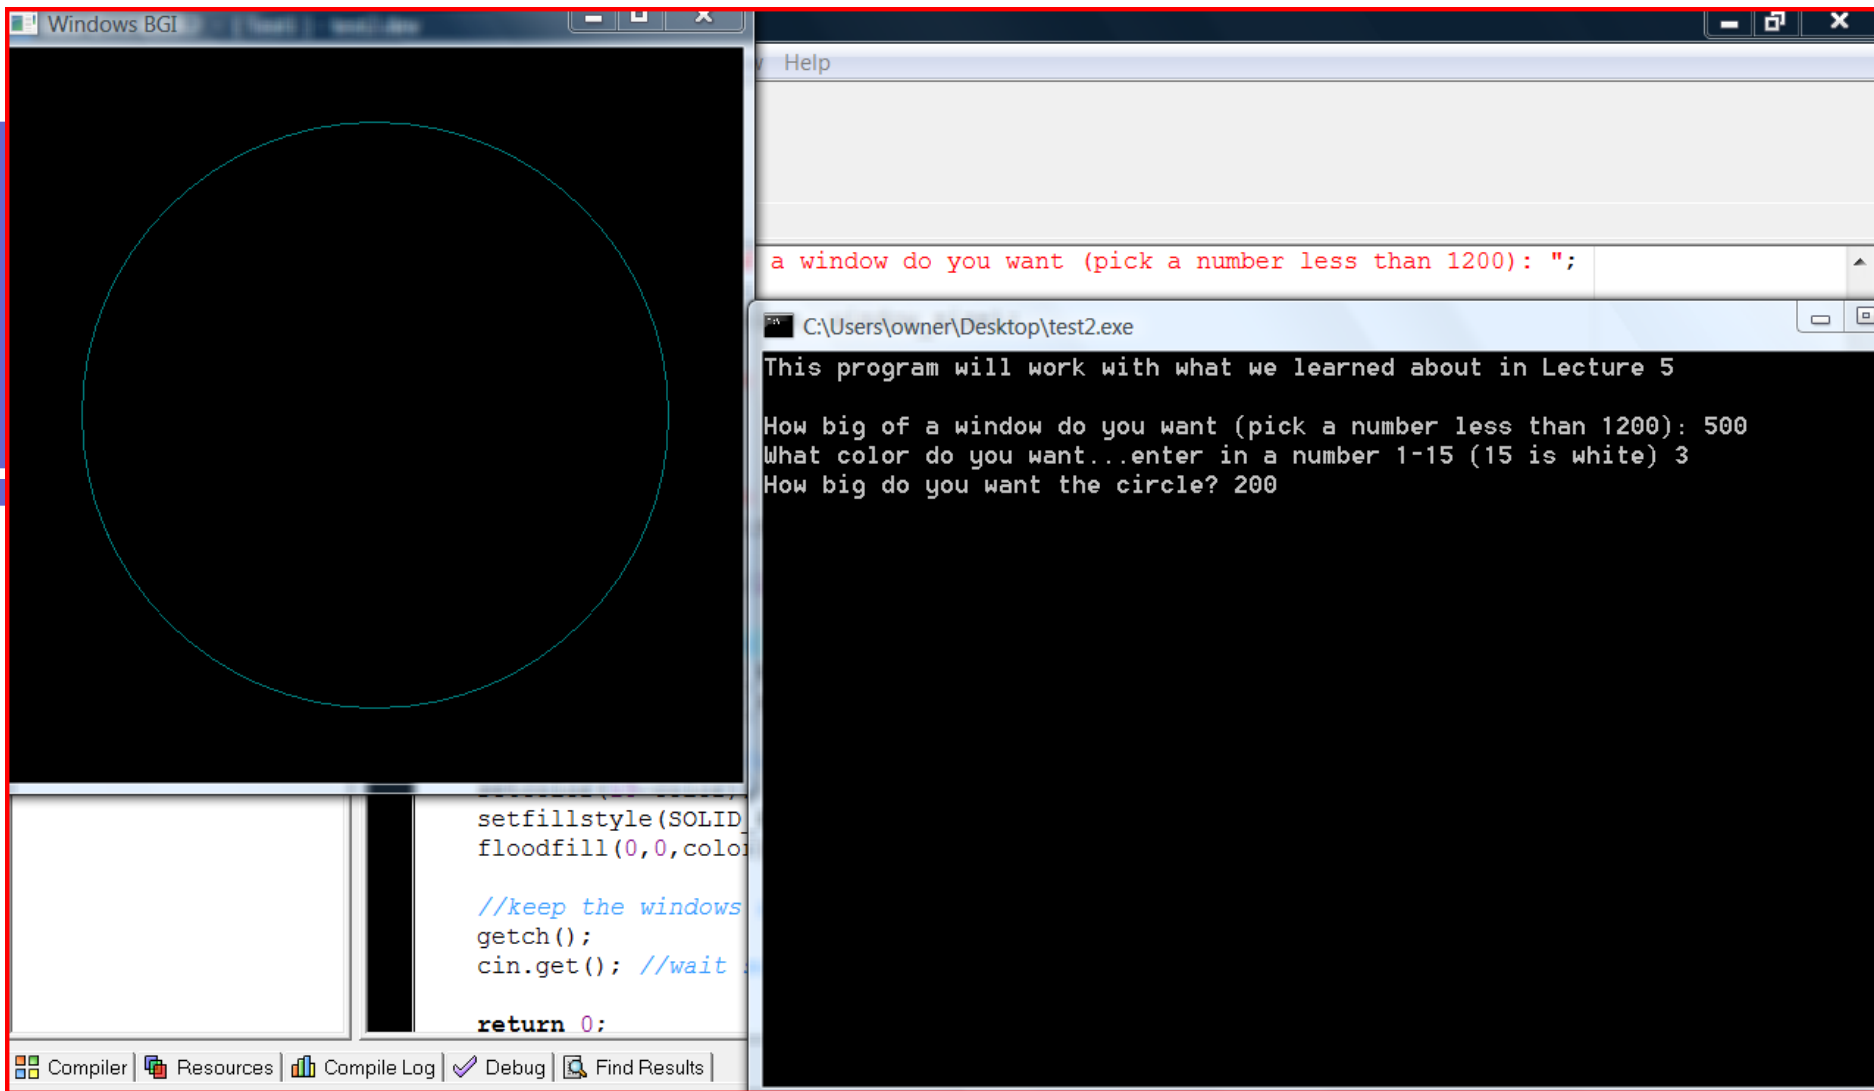 Windows BGI
Help
a window do you want (pick a number less than 1200): ";
C:\Users\owner\Desktop\test2.exe
This program will work with what we learned about in Lecture 5
How big of a window do you want (pick a number less than 1200): 500
What color do you want...enter in a number 1-15 (15 is white) 3
How big do you want the circle? 200
setfillstyle(SOLID_
floodfill(0,0,color
//keep the windows
getch();
cin.get(); //wait
return 0;
Compiler Resources Compile Log Debug Find Results